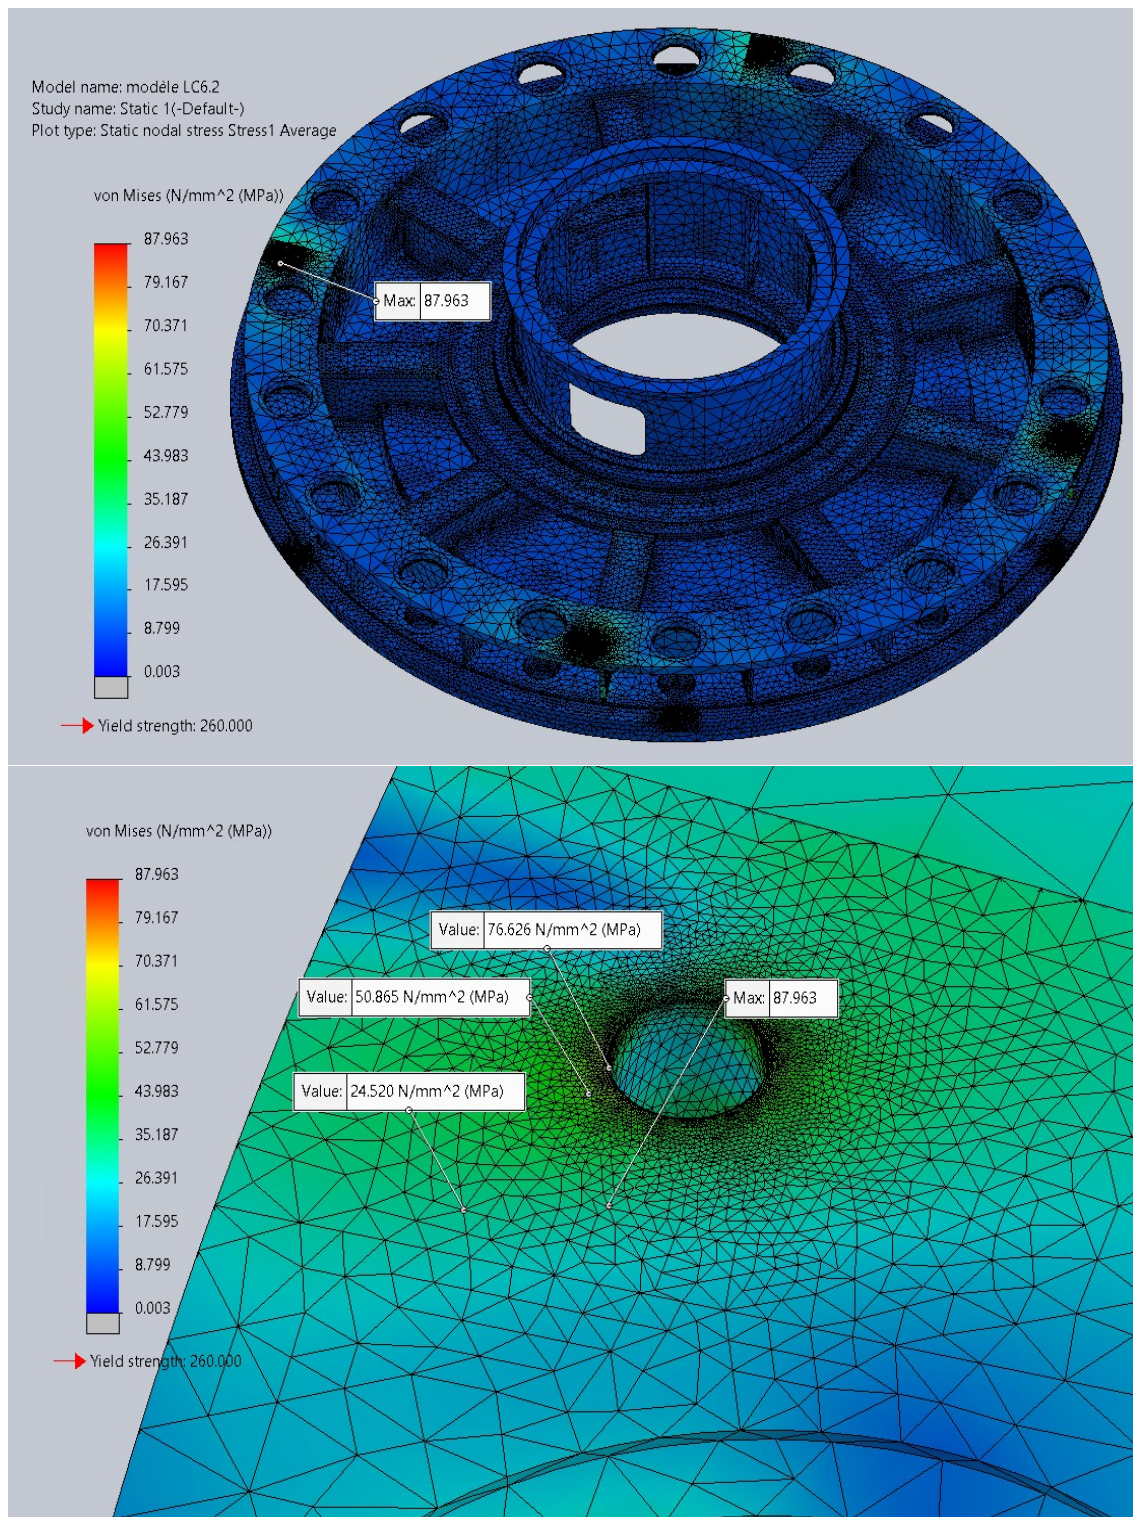 Model name: modèle LC6.2
Study name: Static 1(-Default-)
Plot type: Static nodal stress Stress1 Average
von Mises (N/mm^2 (MPa))
87.963
79.167
70.371
61.575
52.779
43.983
35.187
26.391
17.595
8.799
0.003
Yield strength: 260.000
Max: 87.963
von Mises (N/mm^2 (MPa))
87.963
79.167
70.371
61.575
52.779
43.983
35.187
26.391
17.595
8.799
0.003
Yield strength: 260.000
Value: 76.626 N/mm^2 (MPa)
Value: 50.865 N/mm^2 (MPa)
Max: 87.963
Value: 24.520 N/mm^2 (MPa)